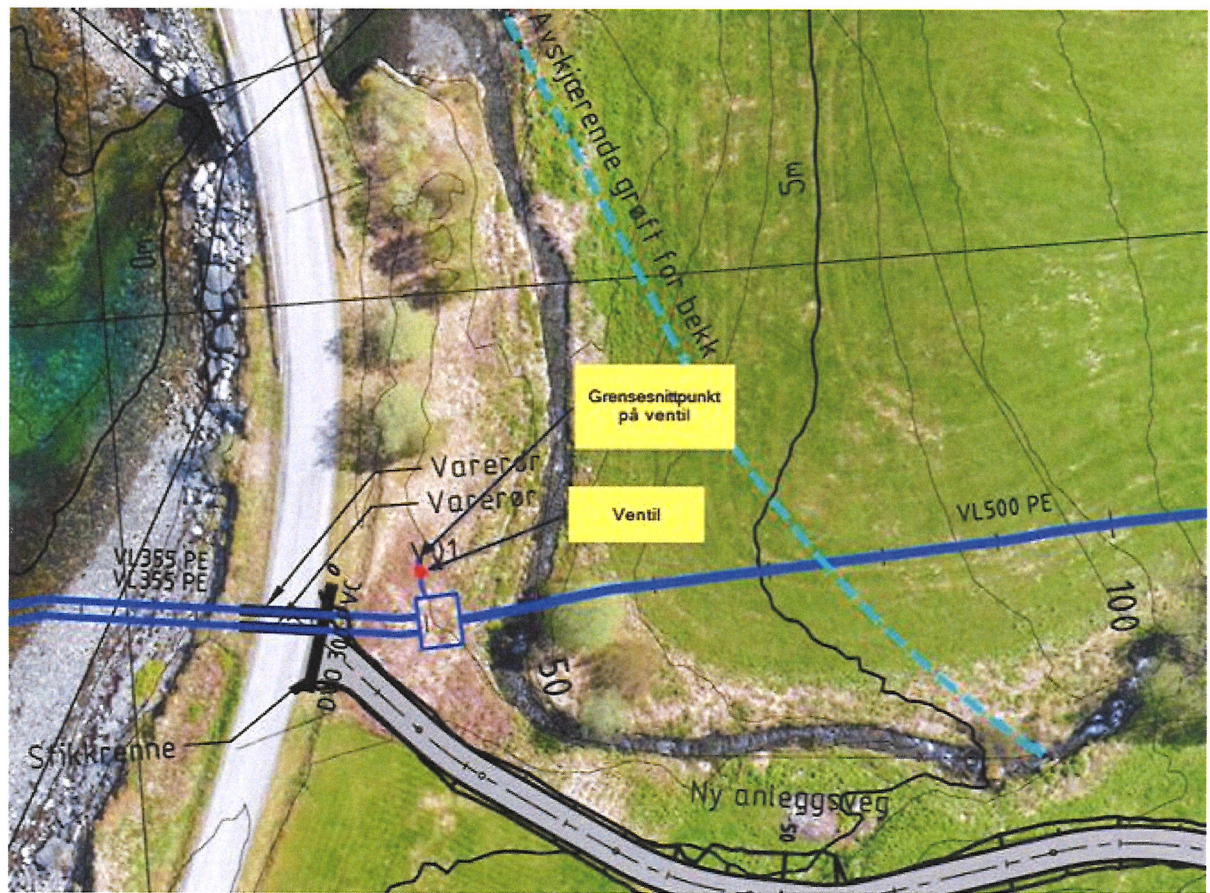 Avskjærende grøft for bekk
5m
0m
Grensesnittpunkt
på ventil
Varerør
Varerør
Ventil
VL500 PE
VL355 PE
VL355 PE
100
50
Stikkrenne
Ny anleggsveg
50